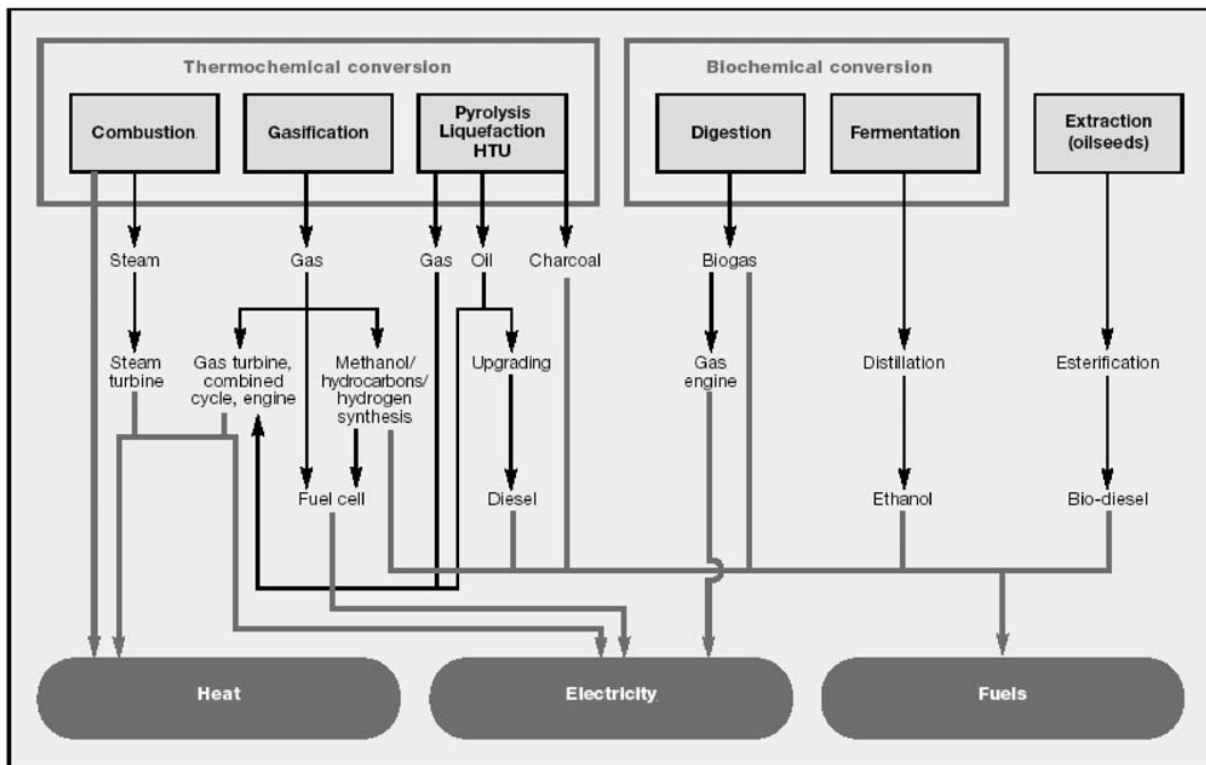 Thermochemical conversion
Biochemical conversion
Combustion
Gasification
Pyrolysis
Liquefaction
HTU
Digestion
Fermentation
Extraction
(oilseeds)
Steam
Gas
Gas
Oil
Charcoal
Biogas
Steam
turbine
Gas turbine,
combined
cycle, engine
Methanol/
hydrocarbons/
hydrogen
synthesis
Upgrading
Gas
engine
Distillation
Esterification
Fuel cell
Diesel
Ethanol
Bio-diesel
Heat
Electricity
Fuels